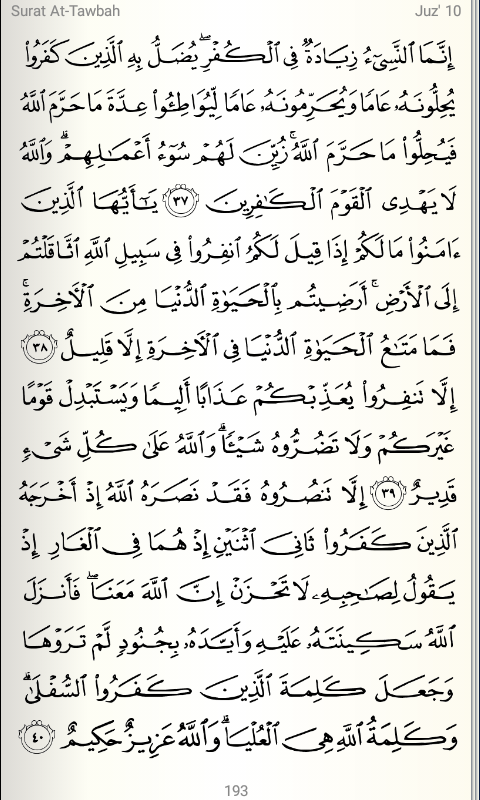 Surat At-Tawbah Juz' 10
إِنَّمَا ٱلنَّسِىٓءُ زِيَادَةٌ فِى ٱلْكُفْرِ ۖ يُضَلُّ بِهِ ٱلَّذِينَ كَفَرُوا۟
يُحِلُّونَهُۥ عَامًا وَيُحَرِّمُونَهُۥ عَامًا لِّيُوَاطِـُٔوا۟ عِدَّةَ مَا حَرَّمَ ٱللَّهُ
فَيُحِلُّوا۟ مَا حَرَّمَ ٱللَّهُ ۚ زُيِّنَ لَهُمْ سُوٓءُ أَعْمَـٰلِهِمْ ۗ وَٱللَّهُ
لَا يَهْدِى ٱلْقَوْمَ ٱلْكَـٰفِرِينَ ٣٧ يَـٰٓأَيُّهَا ٱلَّذِينَ
ءَامَنُوا۟ مَا لَكُمْ إِذَا قِيلَ لَكُمُ ٱنفِرُوا۟ فِى سَبِيلِ ٱللَّهِ ٱثَّاقَلْتُمْ
إِلَى ٱلْأَرْضِ ۚ أَرَضِيتُم بِٱلْحَيَوٰةِ ٱلدُّنْيَا مِنَ ٱلْـَٔاخِرَةِ ۚ
فَمَا مَتَـٰعُ ٱلْحَيَوٰةِ ٱلدُّنْيَا فِى ٱلْـَٔاخِرَةِ إِلَّا قَلِيلٌ ٣٨
إِلَّا تَنفِرُوا۟ يُعَذِّبْكُمْ عَذَابًا أَلِيمًا وَيَسْتَبْدِلْ قَوْمًا
غَيْرَكُمْ وَلَا تَضُرُّوهُ شَيْـًٔا ۗ وَٱللَّهُ عَلَىٰ كُلِّ شَىْءٍ
قَدِيرٌ ٣٩ إِلَّا تَنصُرُوهُ فَقَدْ نَصَرَهُ ٱللَّهُ إِذْ أَخْرَجَهُ
ٱلَّذِينَ كَفَرُوا۟ ثَانِىَ ٱثْنَيْنِ إِذْ هُمَا فِى ٱلْغَارِ إِذْ
يَقُولُ لِصَـٰحِبِهِۦ لَا تَحْزَنْ إِنَّ ٱللَّهَ مَعَنَا ۖ فَأَنزَلَ
ٱللَّهُ سَكِينَتَهُۥ عَلَيْهِ وَأَيَّدَهُۥ بِجُنُودٍ لَّمْ تَرَوْهَا
وَجَعَلَ كَلِمَةَ ٱلَّذِينَ كَفَرُوا۟ ٱلسُّفْلَىٰ ۗ
وَكَلِمَةُ ٱللَّهِ هِىَ ٱلْعُلْيَا ۗ وَٱللَّهُ عَزِيزٌ حَكِيمٌ ٤٠
193